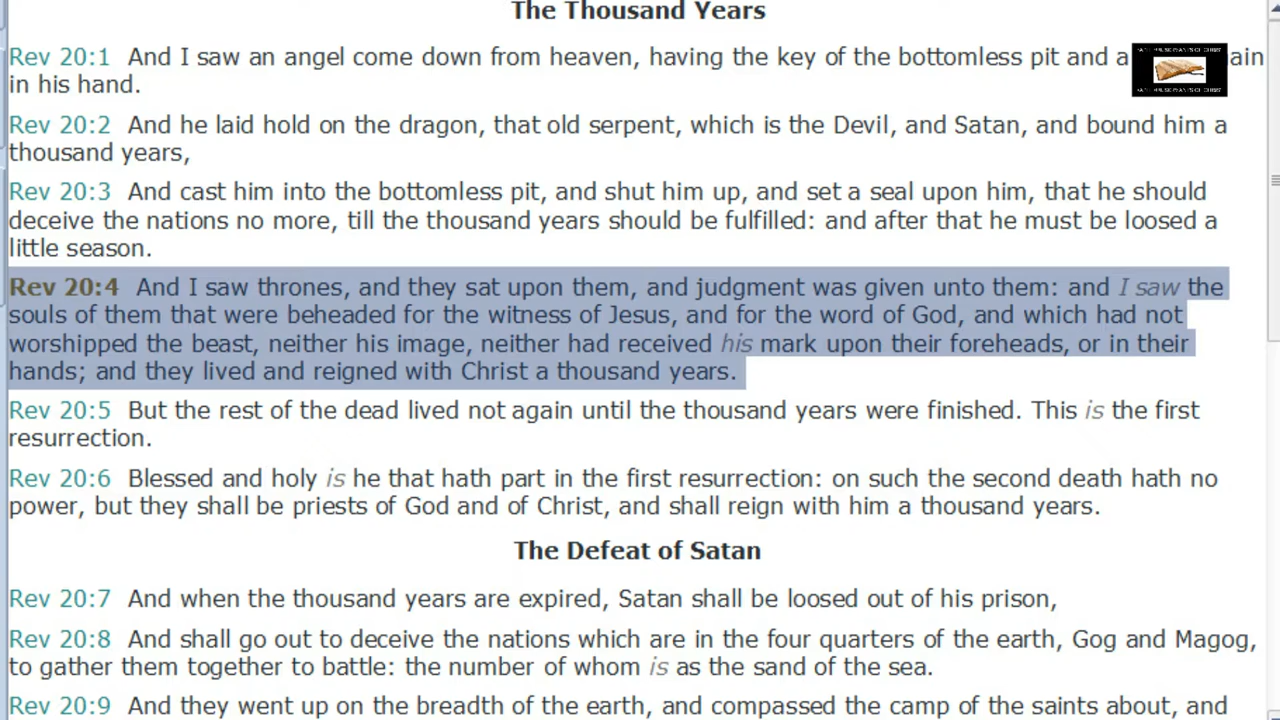 The Thousand Years
Rev 20:1 And I saw an angel come down from heaven, having the key of the bottomless pit and a ain
in his hand.
Rev 20:2 And he laid hold on the dragon, that old serpent, which is the Devil, and Satan, and bound him a
thousand years,
Rev 20:3 And cast him into the bottomless pit, and shut him up, and set a seal upon him, that he should
deceive the nations no more, till the thousand years should be fulfilled: and after that he must be loosed a
little season.
Rev 20:4 And I saw thrones, and they sat upon them, and judgment was given unto them: and I saw the
souls of them that were beheaded for the witness of Jesus, and for the word of God, and which had not
worshipped the beast, neither his image, neither had received his mark upon their foreheads, or in their
hands; and they lived and reigned with Christ a thousand years.
Rev 20:5 But the rest of the dead lived not again until the thousand years were finished. This is the first
resurrection.
Rev 20:6 Blessed and holy is he that hath part in the first resurrection: on such the second death hath no
power, but they shall be priests of God and of Christ, and shall reign with him a thousand years.
The Defeat of Satan
Rev 20:7 And when the thousand years are expired, Satan shall be loosed out of his prison,
Rev 20:8 And shall go out to deceive the nations which are in the four quarters of the earth, Gog and Magog,
to gather them together to battle: the number of whom is as the sand of the sea.
Rev 20:9 And they went up on the breadth of the earth, and compassed the camp of the saints about, and